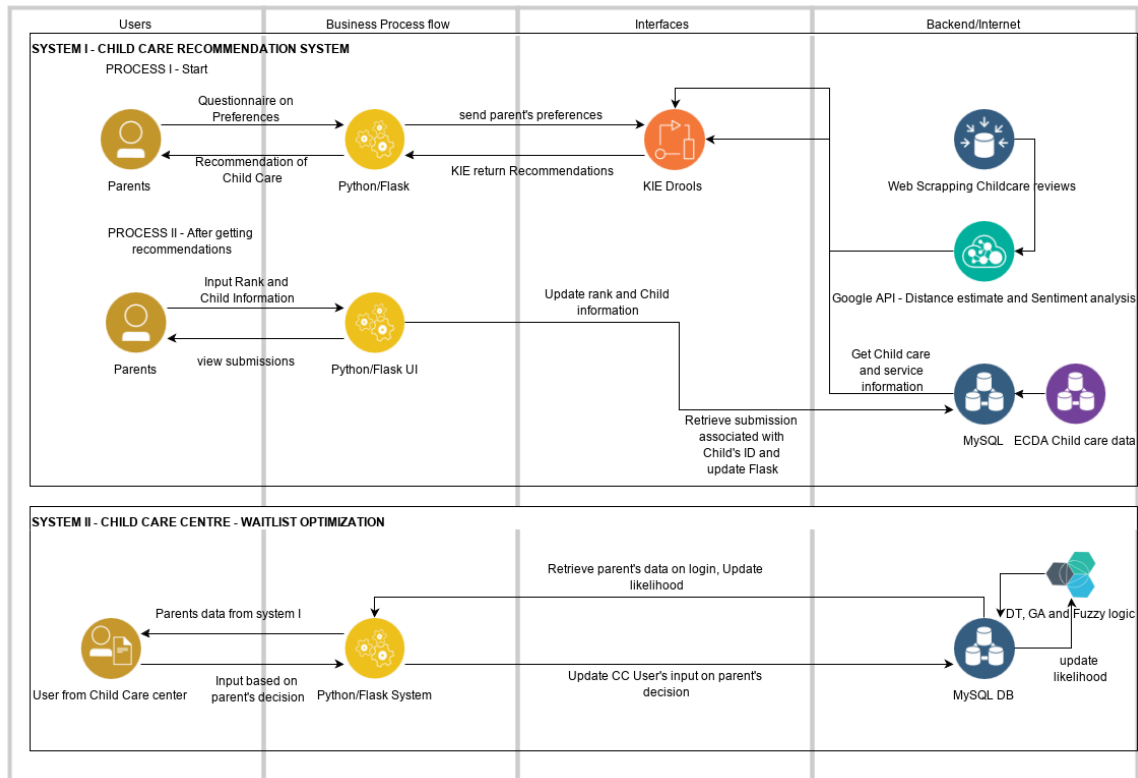 Users
Business Process flow
Interfaces
Backend/Internet
SYSTEM I - CHILD CARE RECOMMENDATION SYSTEM
PROCESS I - Start
Questionnaire on
Preferences
send parent's preferences
Recommendation of
Child Care
KIE return Recommendations
Parents
Python/Flask
KIE Drools
Web Scrapping Childcare reviews
PROCESS II - After getting
recommendations
Input Rank and
Child Information
Update rank and Child
information
Google API - Distance estimate and Sentiment analysis
view submissions
Parents
Python/Flask UI
Get Child care
and service
information
Retrieve submission
associated with
Child's ID and
update Flask
MySQL
ECDA Child care data
SYSTEM II - CHILD CARE CENTRE - WAITLIST OPTIMIZATION
Retrieve parent's data on login, Update
likelihood
Parents data from system I
DT, GA and Fuzzy logic
Input based on
parent's decision
Update CC User's input on parent's
decision
update
likelihood
User from Child Care center
Python/Flask System
MySQL DB